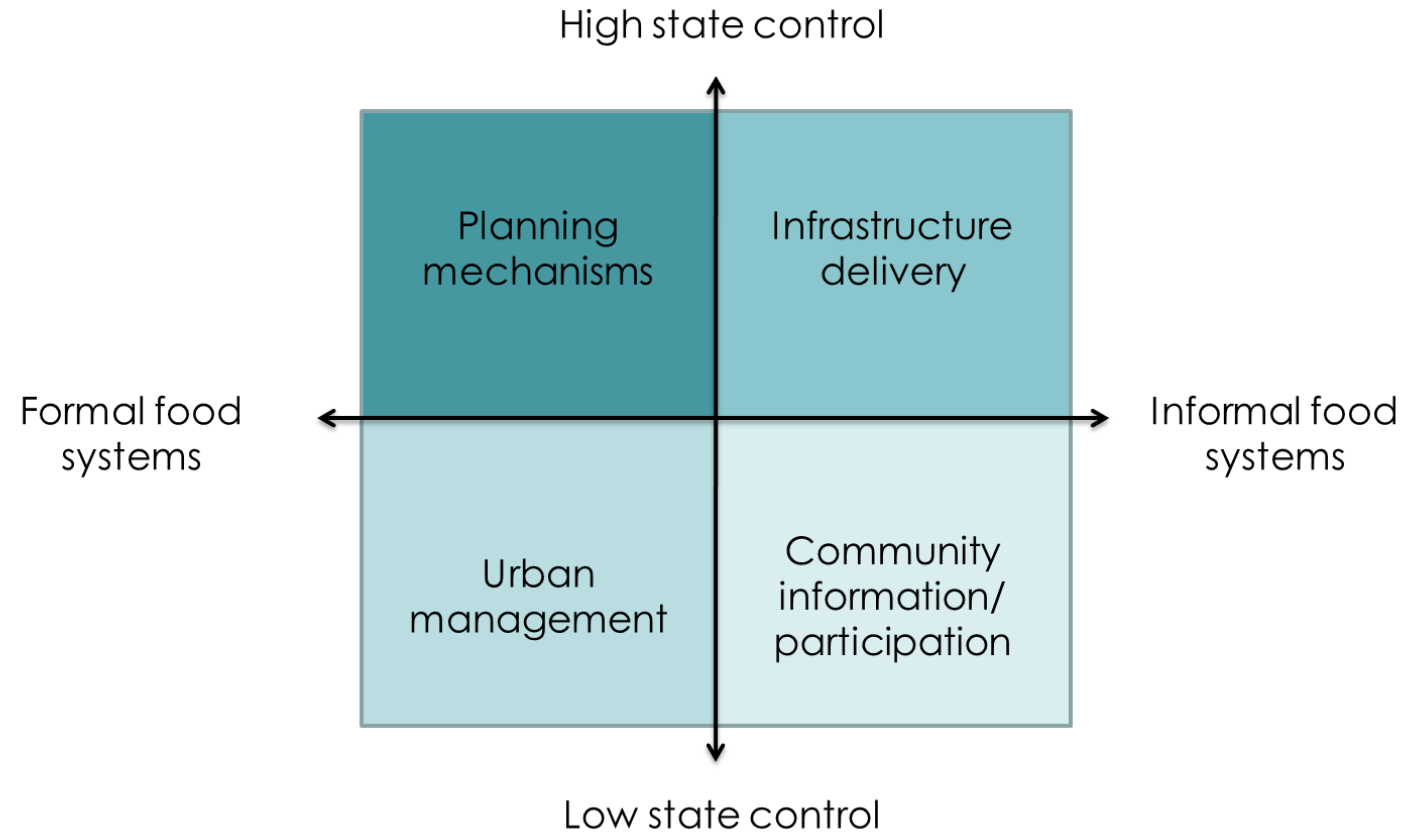 High state control
Planning
mechanisms
Infrastructure
delivery
Formal food
systems
Informal food
systems
Urban
management
Community
information/
participation
Low state control